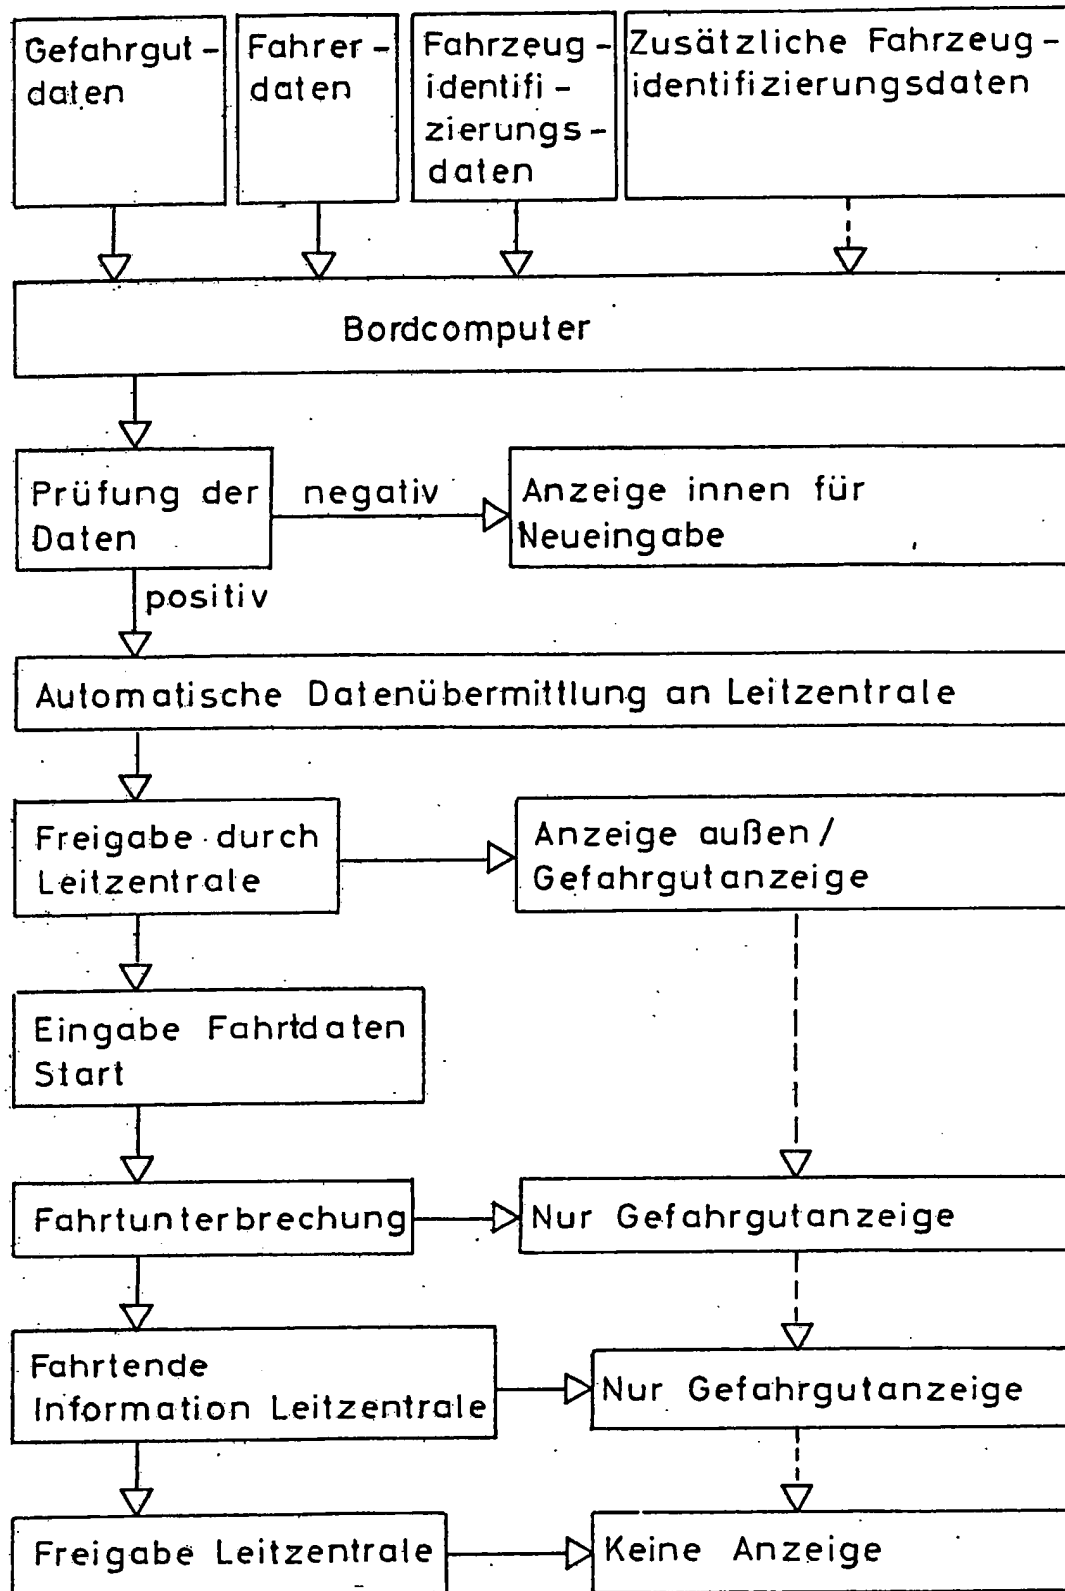 Gefahrgut-
daten
Fahrer-
daten
Fahrzeug-
identifi-
zierungs-
daten
Zusätzliche Fahrzeug-
identifizierungsdaten
Bordcomputer
Prüfung der
Daten
negativ
Anzeige innen für
Neueingabe
positiv
Automatische Datenübermittlung an Leitzentrale
Freigabe durch
Leitzentrale
Anzeige außen/
Gefahrgutanzeige
Eingabe Fahrtdaten
Start
Fahrtunterbrechung
Nur Gefahrgutanzeige
Fahrtende
Information Leitzentrale
Nur Gefahrgutanzeige
Freigabe Leitzentrale
Keine Anzeige